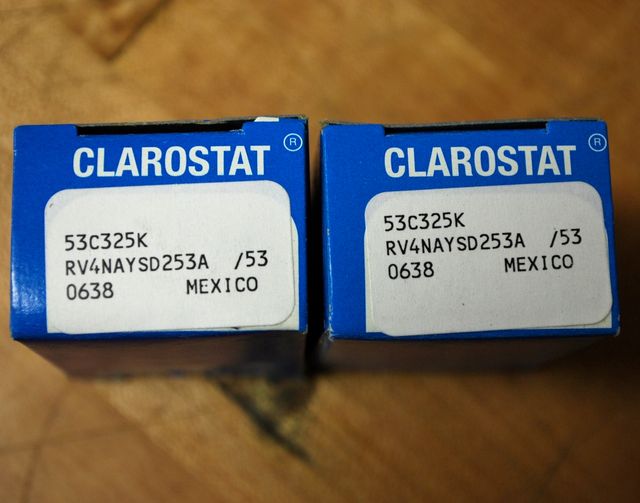 CLAROSTAT ®
53C325K
RV4NAYSD253A /53
0638 MEXICO
CLAROSTAT ®
53C325K
RV4NAYSD253A /53
0638 MEXICO